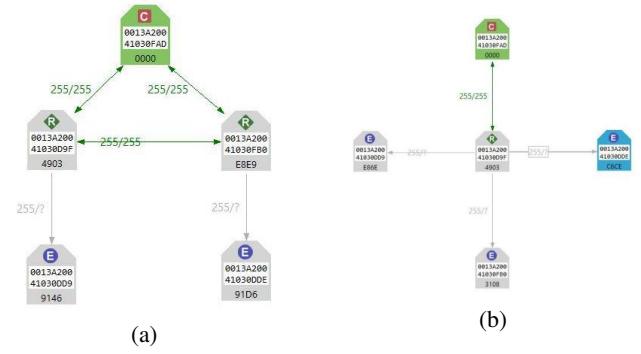 C
0013A200
41030FAD
0000
255/255
255/255
R
0013A200
41030D9F
4903
255/255
R
0013A200
41030FB0
E8E9
255/?
255/?
E
0013A200
41030DD9
9146
E
0013A200
41030DDE
91D6
(a)
C
0013A200
41030FAD
0000
255/255
E
0013A200
41030DD9
E86E
255/?
R
0013A200
41030D9F
4903
255/?
E
0013A200
41030DDE
C6CE
255/?
E
0013A200
41030FB0
310B
(b)